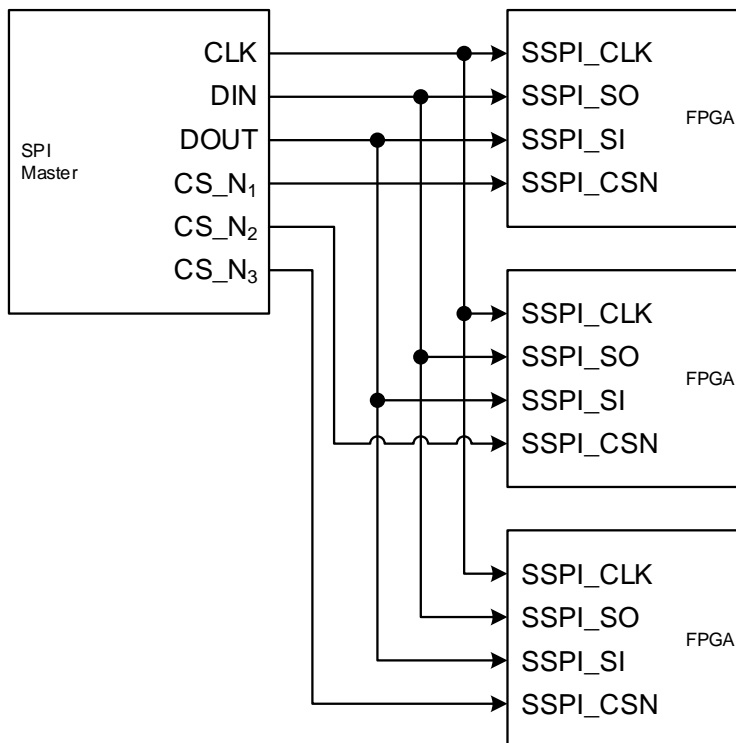 SPI
Master
CLK
DIN
DOUT
CS_N₁
CS_N₂
CS_N₃
SSPI_CLK
SSPI_SO
SSPI_SI
SSPI_CSN
FPGA
SSPI_CLK
SSPI_SO
SSPI_SI
SSPI_CSN
FPGA
SSPI_CLK
SSPI_SO
SSPI_SI
SSPI_CSN
FPGA